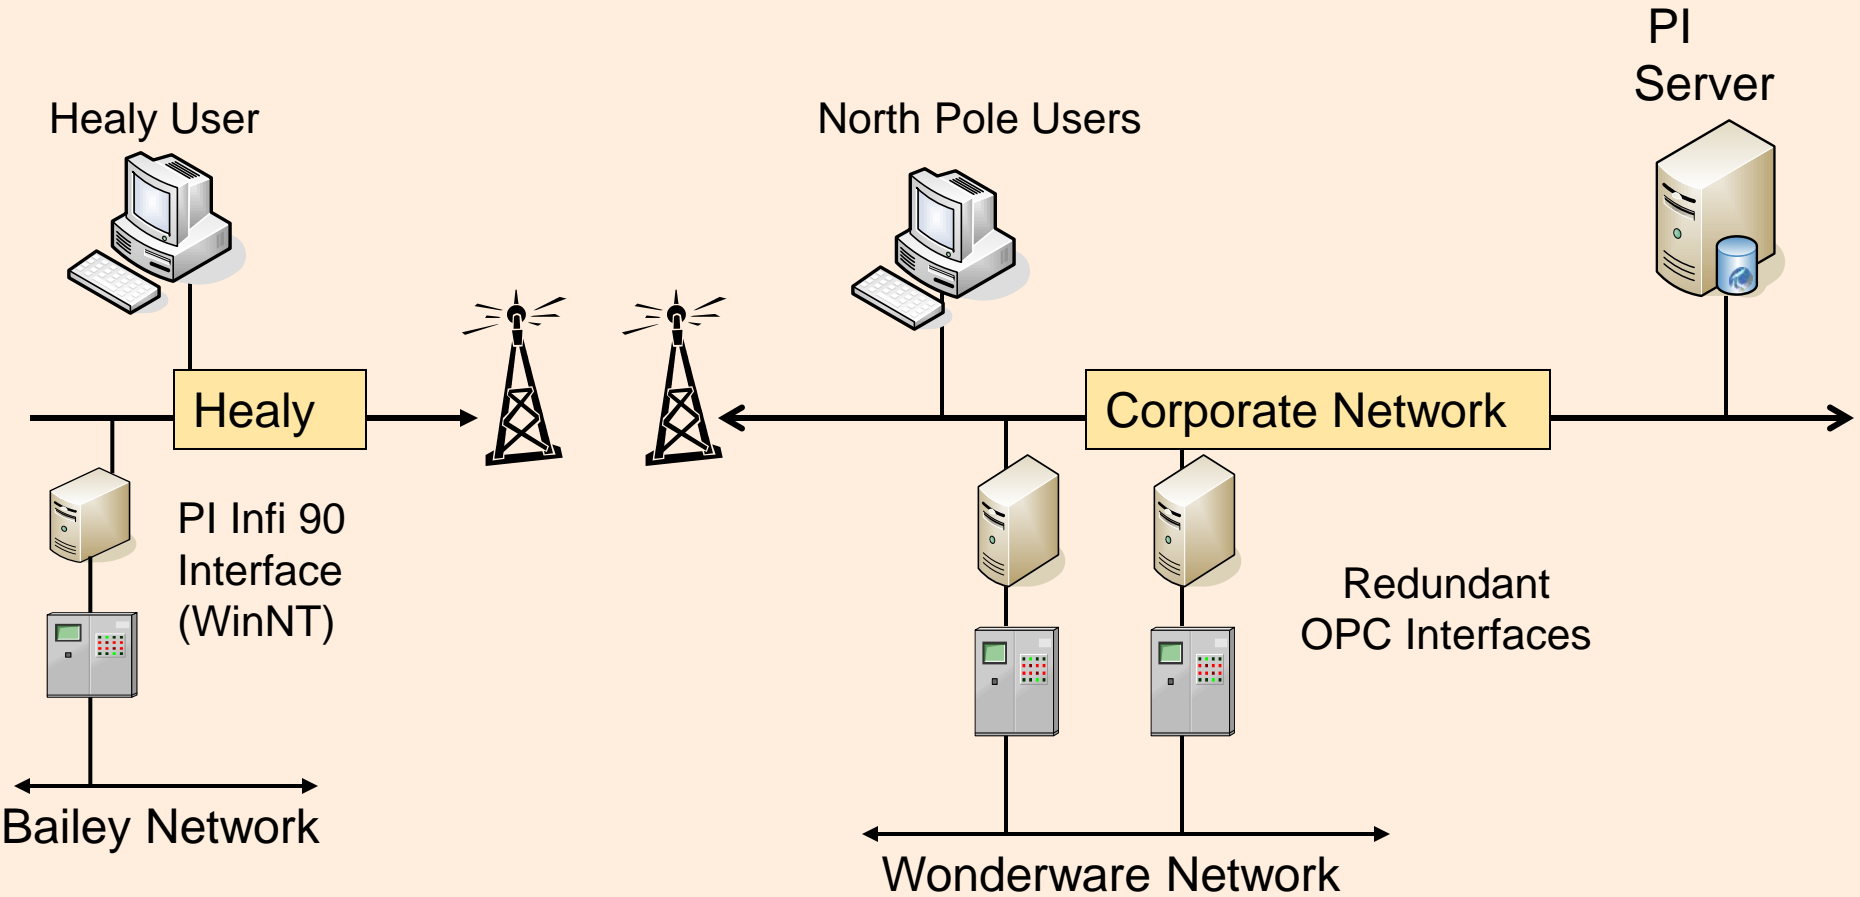 PI
Server
Healy User
North Pole Users
Healy
Corporate Network
PI Infi 90
Interface
(WinNT)
Redundant
OPC Interfaces
Bailey Network
Wonderware Network